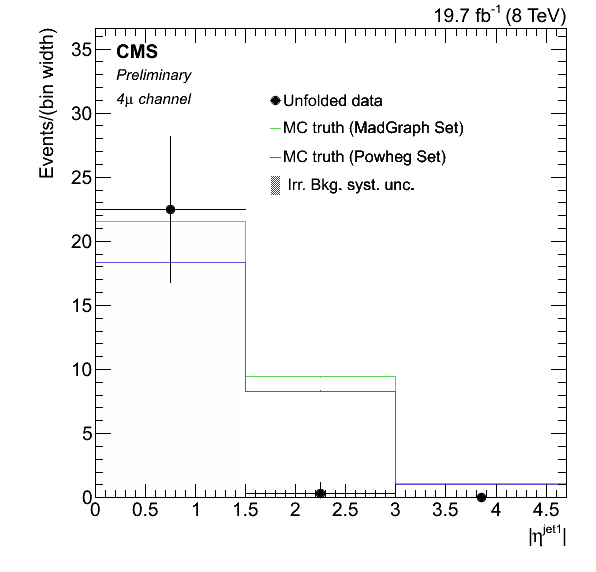 19.7 fb⁻¹ (8 TeV)
Events/(bin width)
CMS
Preliminary
4μ channel
Unfolded data
MC truth (MadGraph Set)
MC truth (Powheg Set)
Irr. Bkg. syst. unc.
35
30
25
20
15
10
5
0
0 0.5 1 1.5 2 2.5 3 3.5 4 4.5
|η^jet1|